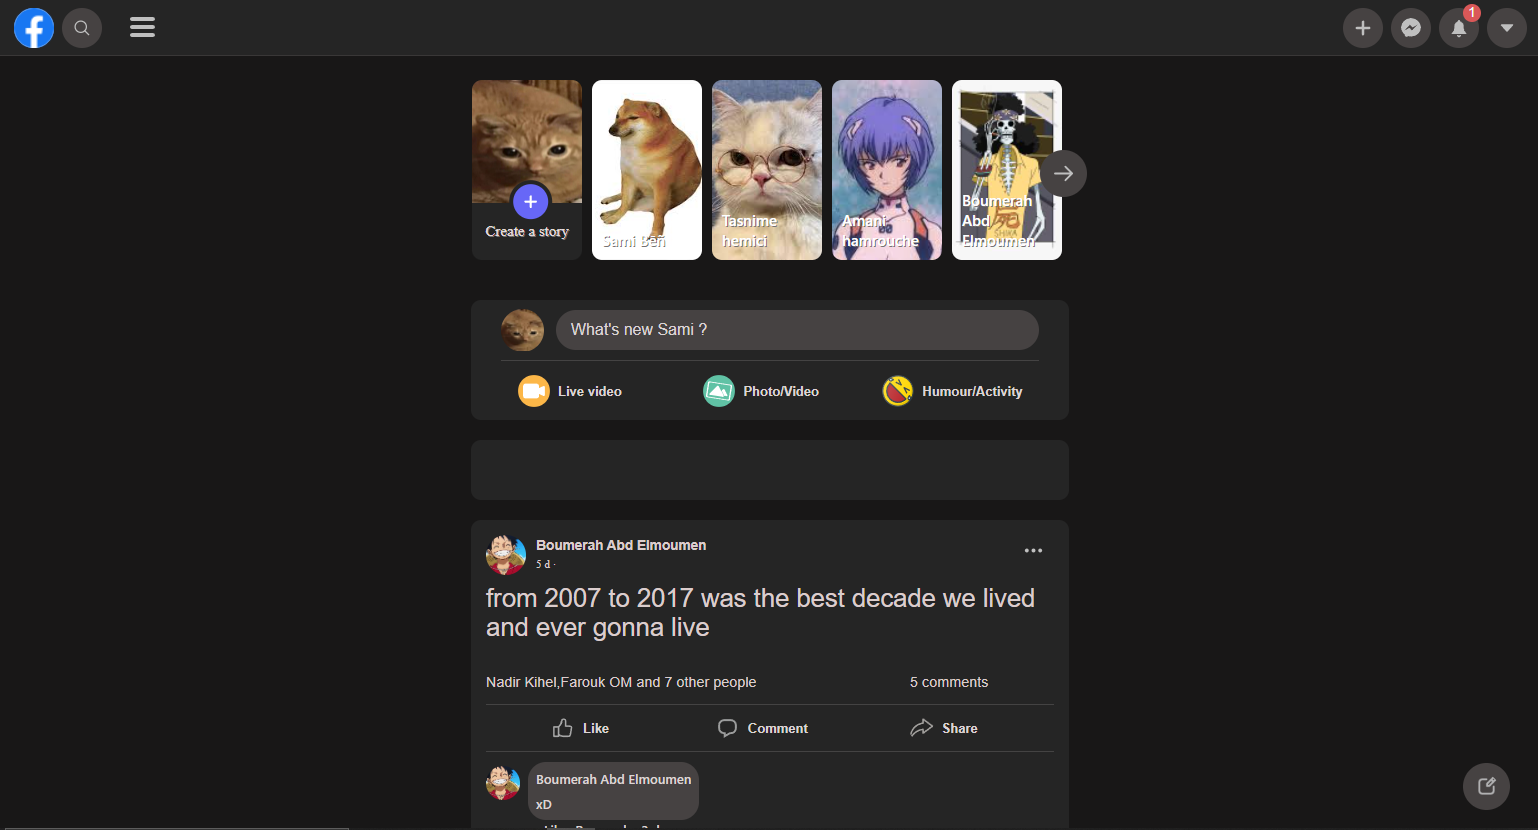 1
Create a story
Sami Beñ
Tasnime
hemici
Amani
hamrouche
Boumerah
Abd
Elmoumen
What's new Sami ?
Live video
Photo/Video
Humour/Activity
Boumerah Abd Elmoumen
5 d ·
from 2007 to 2017 was the best decade we lived
and ever gonna live
Nadir Kihel,Farouk OM and 7 other people
5 comments
Like
Comment
Share
Boumerah Abd Elmoumen
xD